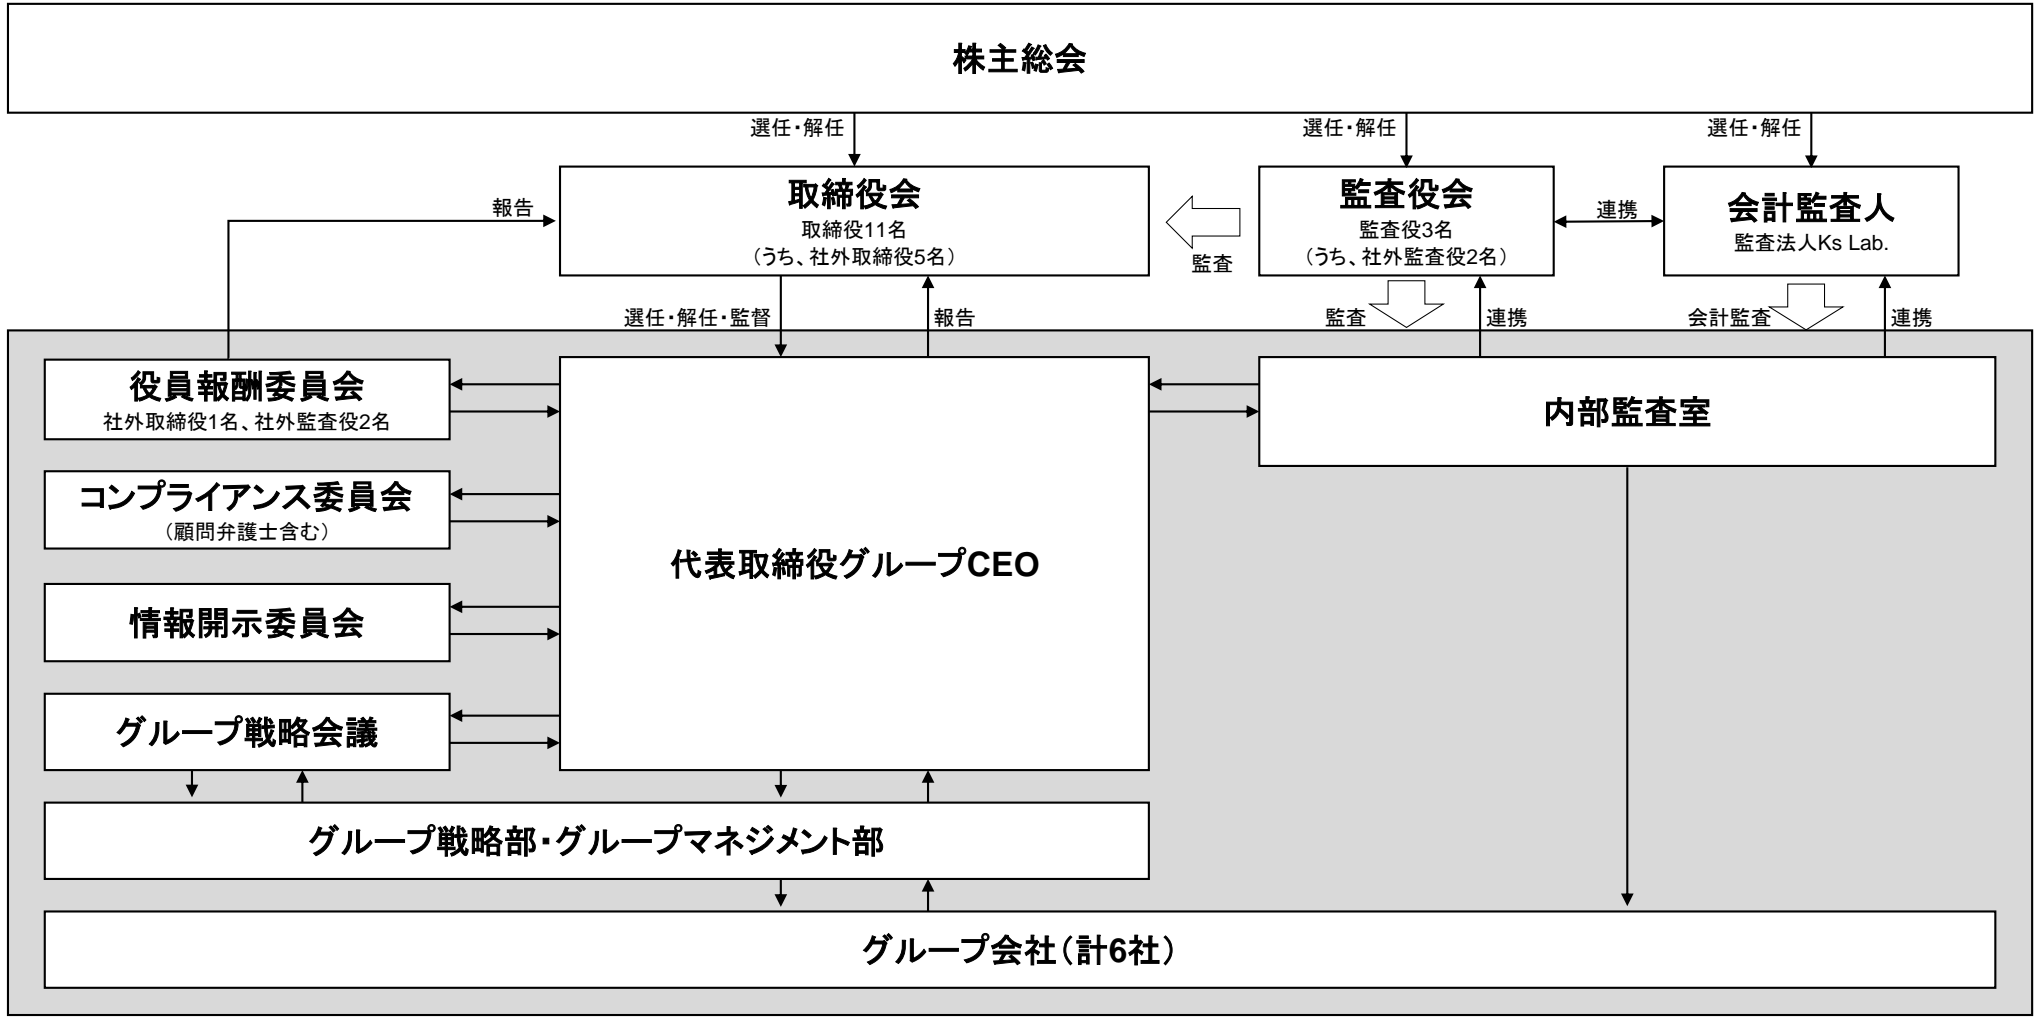 株主総会
選任・解任
選任・解任
選任・解任
取締役会
取締役11名
（うち、社外取締役5名）
監査役会
監査役3名
（うち、社外監査役2名）
会計監査人
監査法人Ks Lab.
報告
監査
連携
選任・解任・監督
報告
監査
連携
会計監査
連携
役員報酬委員会
社外取締役1名、社外監査役2名
コンプライアンス委員会
（顧問弁護士含む）
情報開示委員会
グループ戦略会議
代表取締役グループCEO
内部監査室
グループ戦略部・グループマネジメント部
グループ会社（計6社）